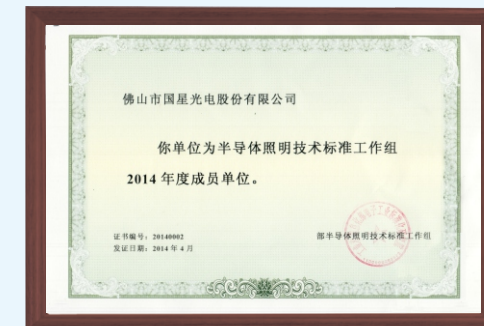 佛山市国星光电股份有限公司
你单位为半导体照明技术标准工作组
2014 年度成员单位。
证书编号：20140002
部半导体照明技术标准工作组
发证日期：2014 年 4 月